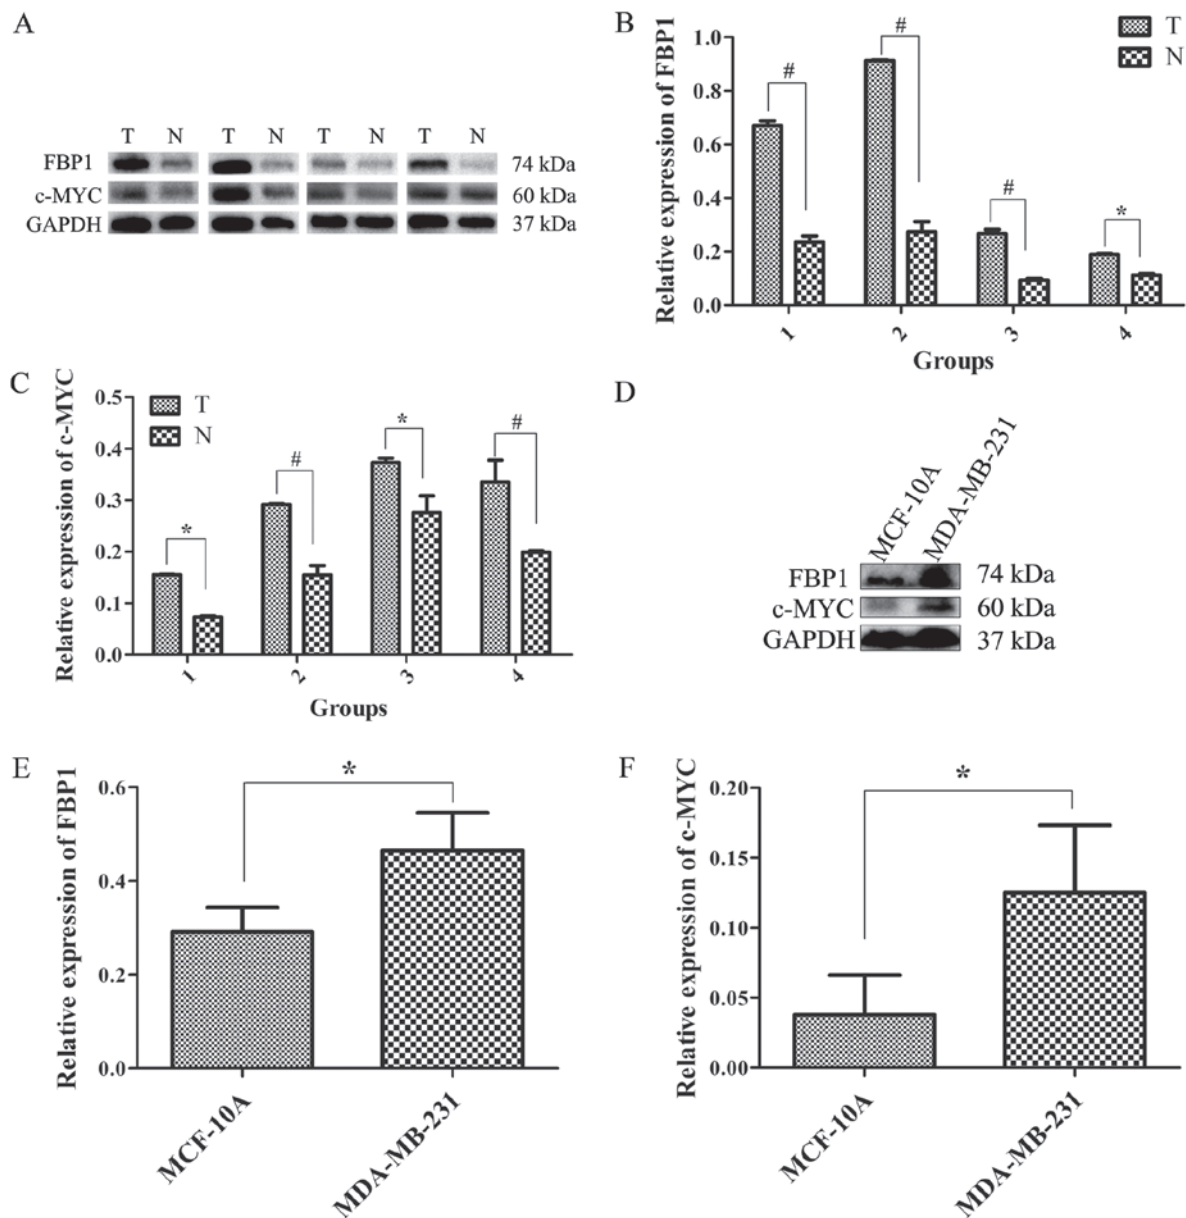 A
T N T N T N T N
FBP1 74 kDa
c-MYC 60 kDa
GAPDH 37 kDa
B
Relative expression of FBP1
1.0
0.8
0.6
0.4
0.2
0.0
# # # *
T
N
1 2 3 4
Groups
C
Relative expression of c-MYC
0.5
0.4
0.3
0.2
0.1
0.0
T
N
* # * #
1 2 3 4
Groups
D
MCF-10A MDA-MB-231
FBP1 74 kDa
c-MYC 60 kDa
GAPDH 37 kDa
E
Relative expression of FBP1
0.6
0.4
0.2
0.0
*
MCF-10A MDA-MB-231
F
Relative expression of c-MYC
0.20
0.15
0.10
0.05
0.00
*
MCF-10A MDA-MB-231